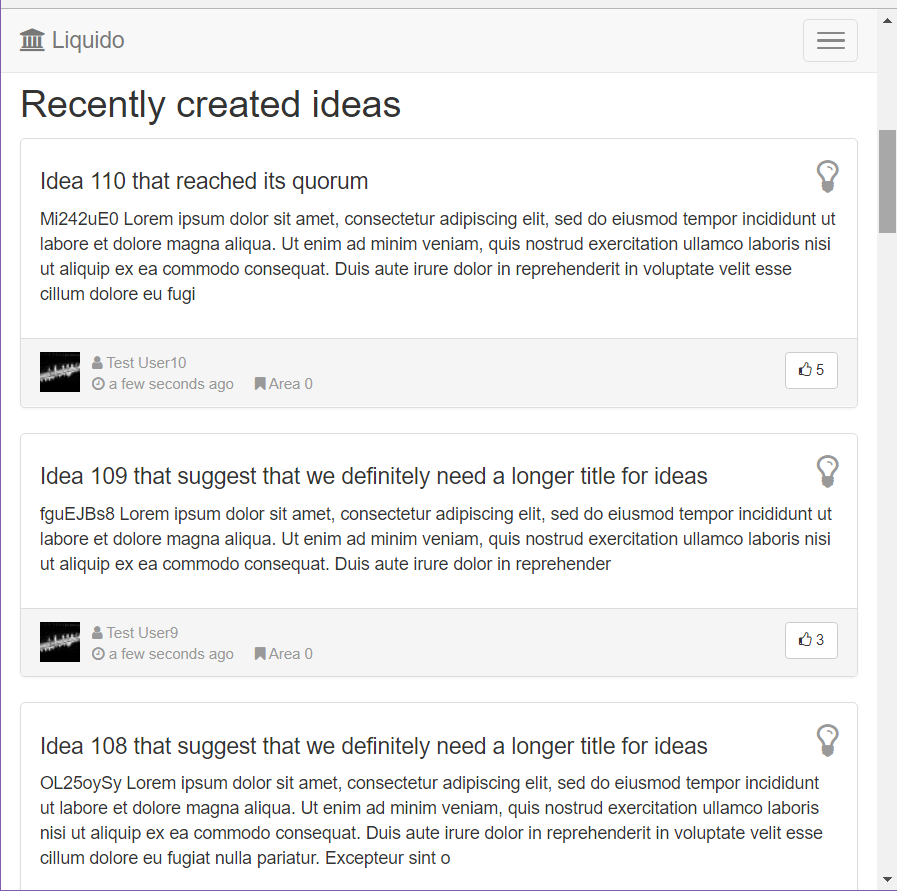 Liquido
Recently created ideas
Idea 110 that reached its quorum
Mi242uE0 Lorem ipsum dolor sit amet, consectetur adipiscing elit, sed do eiusmod tempor incididunt ut
labore et dolore magna aliqua. Ut enim ad minim veniam, quis nostrud exercitation ullamco laboris nisi
ut aliquip ex ea commodo consequat. Duis aute irure dolor in reprehenderit in voluptate velit esse
cillum dolore eu fugi
Test User10
a few seconds ago Area 0
5
Idea 109 that suggest that we definitely need a longer title for ideas
fguEJBs8 Lorem ipsum dolor sit amet, consectetur adipiscing elit, sed do eiusmod tempor incididunt ut
labore et dolore magna aliqua. Ut enim ad minim veniam, quis nostrud exercitation ullamco laboris nisi
ut aliquip ex ea commodo consequat. Duis aute irure dolor in reprehender
Test User9
a few seconds ago Area 0
3
Idea 108 that suggest that we definitely need a longer title for ideas
OL25oySy Lorem ipsum dolor sit amet, consectetur adipiscing elit, sed do eiusmod tempor incididunt
ut labore et dolore magna aliqua. Ut enim ad minim veniam, quis nostrud exercitation ullamco laboris
nisi ut aliquip ex ea commodo consequat. Duis aute irure dolor in reprehenderit in voluptate velit esse
cillum dolore eu fugiat nulla pariatur. Excepteur sint o